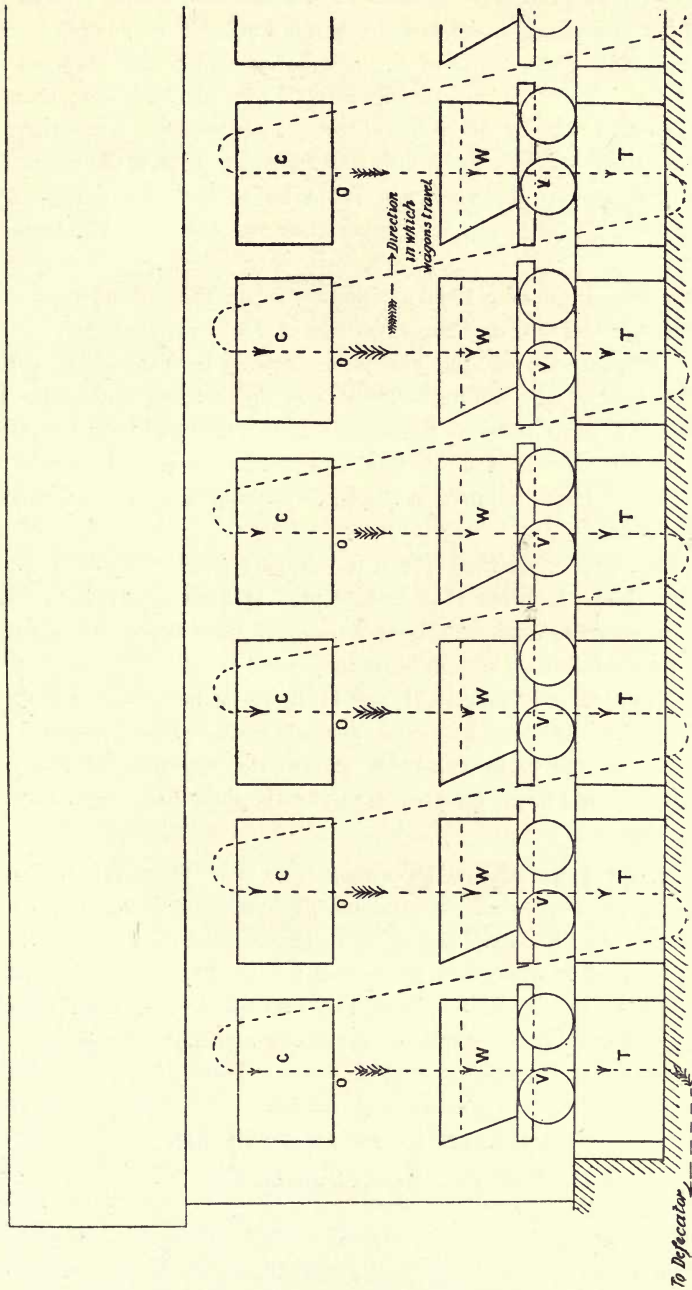 C C C C C C
O O O O O O
Direction
in which
wagons travel
W W W W W W
V V V V V V
T T T T T T
To Defecator